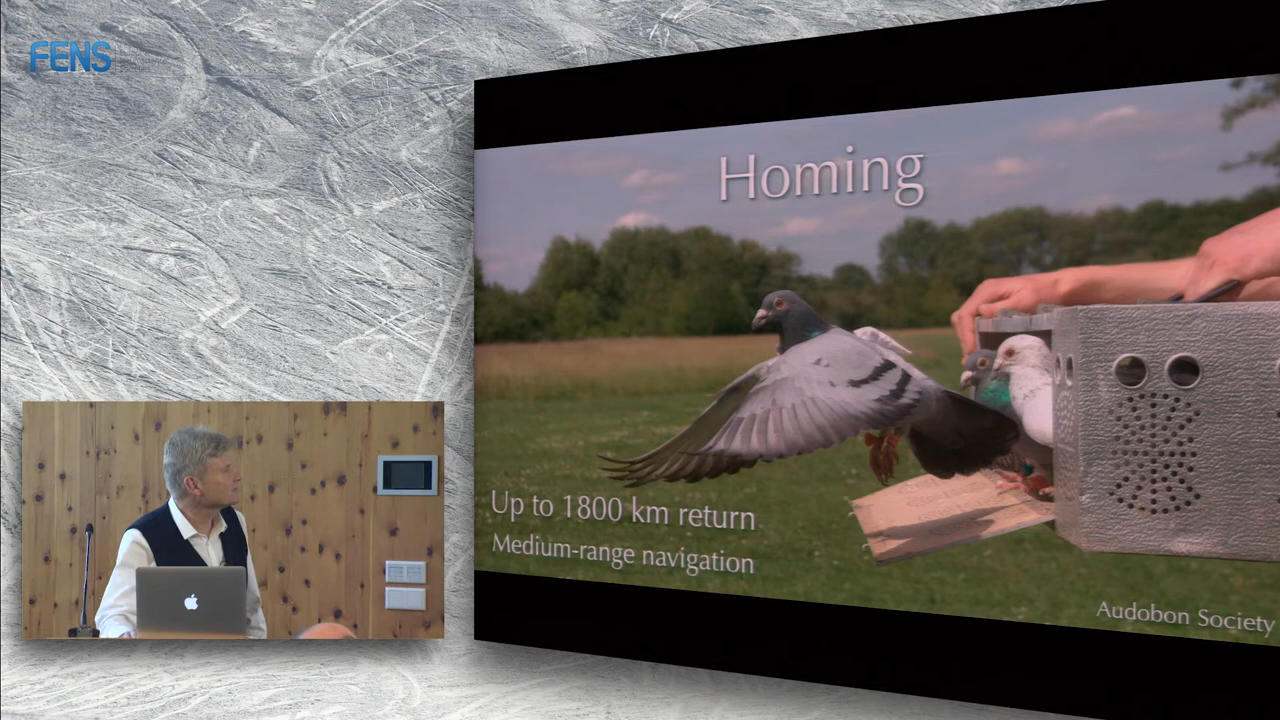 FENS
Homing
Up to 1800 km return
Medium-range navigation
Audobon Society